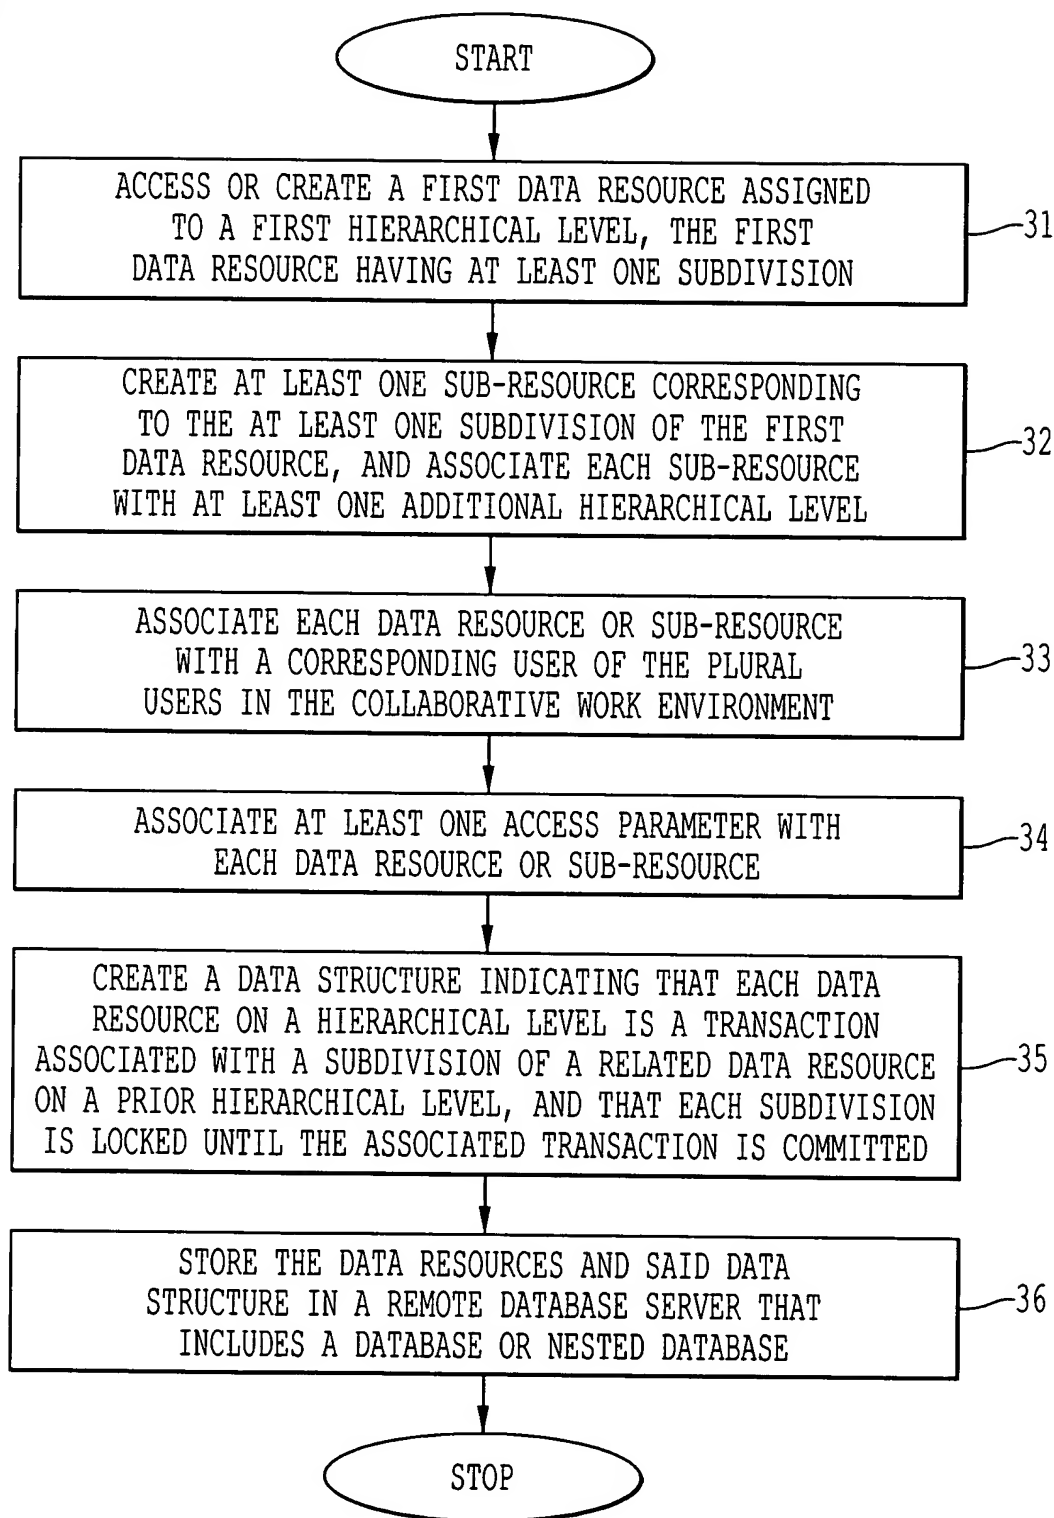 START
ACCESS OR CREATE A FIRST DATA RESOURCE ASSIGNED
TO A FIRST HIERARCHICAL LEVEL, THE FIRST
DATA RESOURCE HAVING AT LEAST ONE SUBDIVISION
31
CREATE AT LEAST ONE SUB-RESOURCE CORRESPONDING
TO THE AT LEAST ONE SUBDIVISION OF THE FIRST
DATA RESOURCE, AND ASSOCIATE EACH SUB-RESOURCE
WITH AT LEAST ONE ADDITIONAL HIERARCHICAL LEVEL
32
ASSOCIATE EACH DATA RESOURCE OR SUB-RESOURCE
WITH A CORRESPONDING USER OF THE PLURAL
USERS IN THE COLLABORATIVE WORK ENVIRONMENT
33
ASSOCIATE AT LEAST ONE ACCESS PARAMETER WITH
EACH DATA RESOURCE OR SUB-RESOURCE
34
CREATE A DATA STRUCTURE INDICATING THAT EACH DATA
RESOURCE ON A HIERARCHICAL LEVEL IS A TRANSACTION
ASSOCIATED WITH A SUBDIVISION OF A RELATED DATA RESOURCE
ON A PRIOR HIERARCHICAL LEVEL, AND THAT EACH SUBDIVISION
IS LOCKED UNTIL THE ASSOCIATED TRANSACTION IS COMMITTED
35
STORE THE DATA RESOURCES AND SAID DATA
STRUCTURE IN A REMOTE DATABASE SERVER THAT
INCLUDES A DATABASE OR NESTED DATABASE
36
STOP